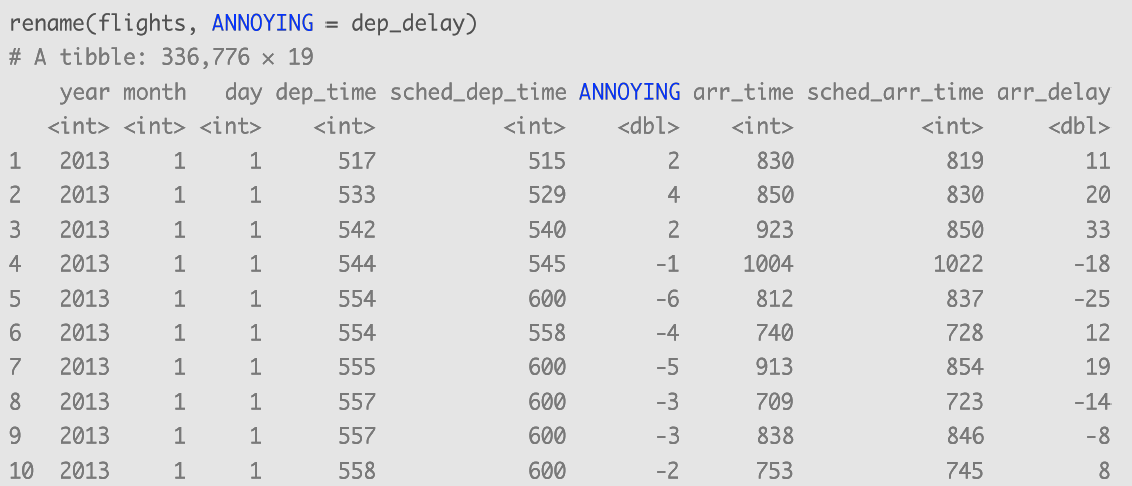 rename(flights, ANNOYING = dep_delay)
# A tibble: 336,776 × 19
year month day dep_time sched_dep_time ANNOYING arr_time sched_arr_time arr_delay
<int> <int> <int> <int> <int> <dbl> <int> <int> <dbl>
1 2013 1 1 517 515 2 830 819 11
2 2013 1 1 533 529 4 850 830 20
3 2013 1 1 542 540 2 923 850 33
4 2013 1 1 544 545 -1 1004 1022 -18
5 2013 1 1 554 600 -6 812 837 -25
6 2013 1 1 554 558 -4 740 728 12
7 2013 1 1 555 600 -5 913 854 19
8 2013 1 1 557 600 -3 709 723 -14
9 2013 1 1 557 600 -3 838 846 -8
10 2013 1 1 558 600 -2 753 745 8